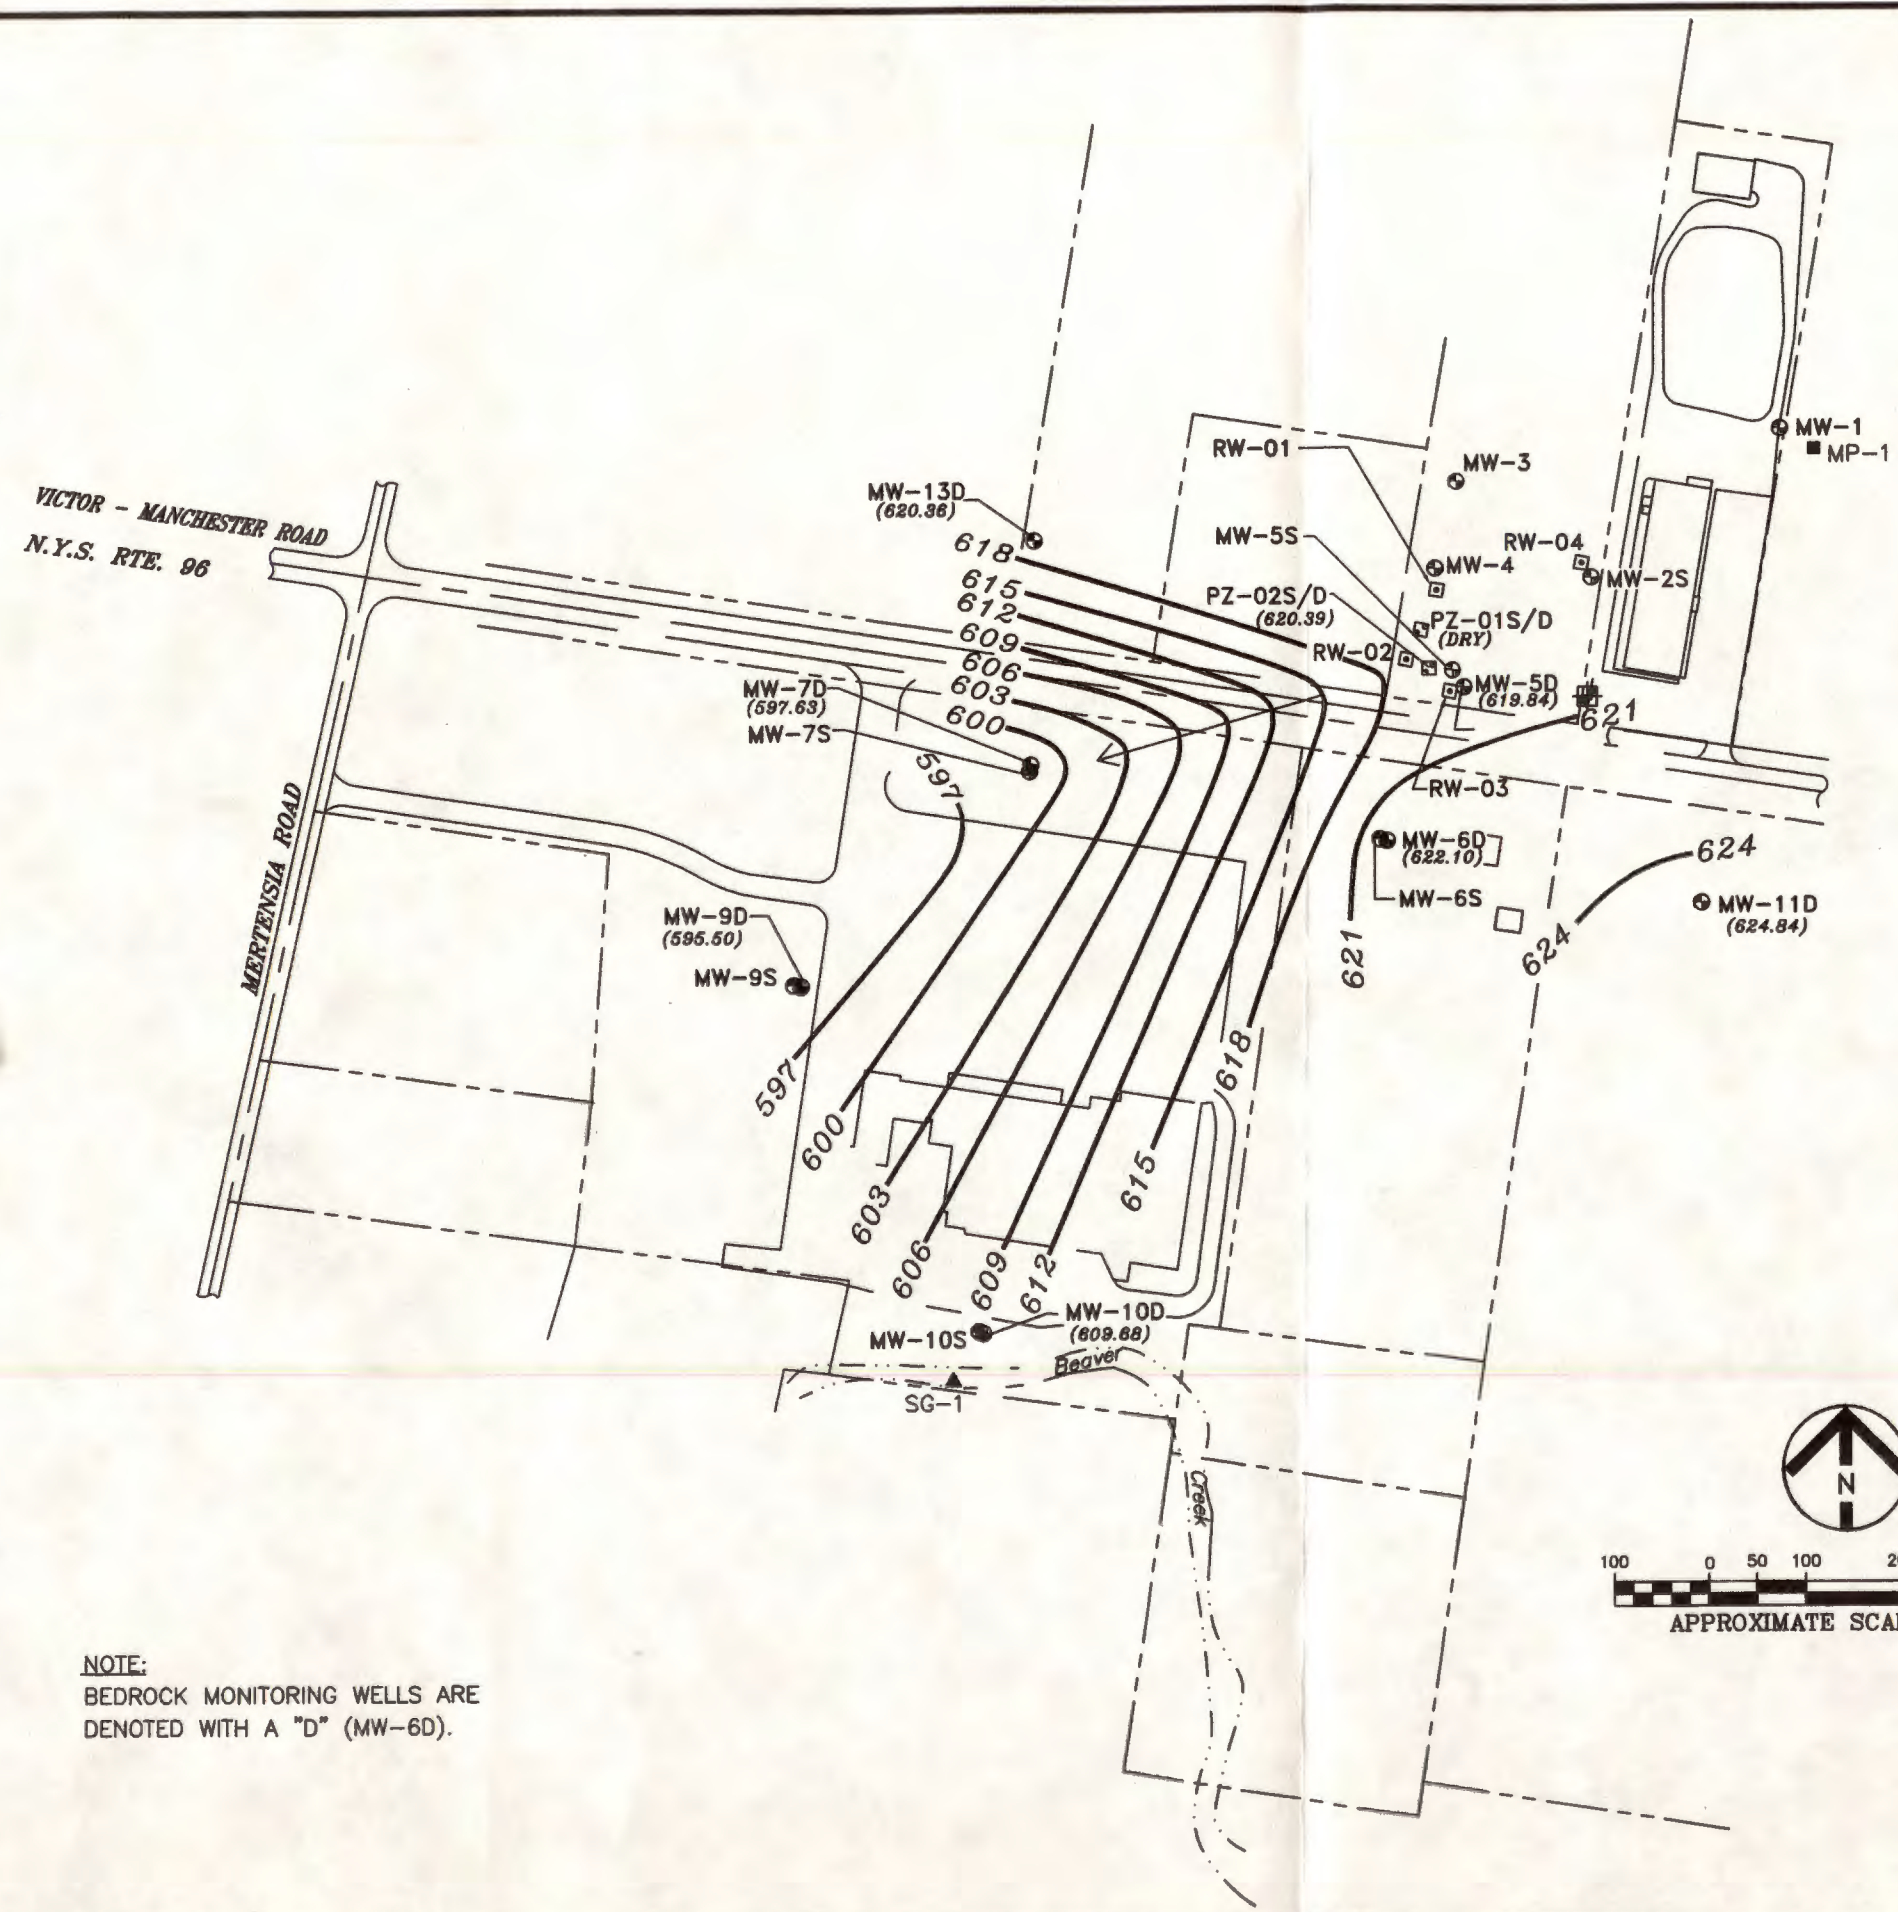 VICTOR - MANCHESTER ROAD
N.Y.S. RTE. 96
MERTENSIA ROAD
MW-1
MP-1
RW-01
MW-3
MW-13D
(620.36)
MW-5S
RW-04
MW-4
MW-2S
PZ-02S/D
(620.39)
PZ-01S/D
(DRY)
RW-02
MW-5D
(619.84)
618
615
612
609
606
603
600
597
MW-7D
(597.63)
MW-7S
621
RW-03
MW-6D
(622.10)
MW-6S
624
MW-11D
(624.84)
624
621
MW-9D
(595.50)
MW-9S
597
600
603
606
609
612
615
618
MW-10D
(609.68)
MW-10S
Beaver
Creek
SG-1
N
100 0 50 100
APPROXIMATE
NOTE:
BEDROCK MONITORING WELLS ARE
DENOTED WITH A "D" (MW-6D).